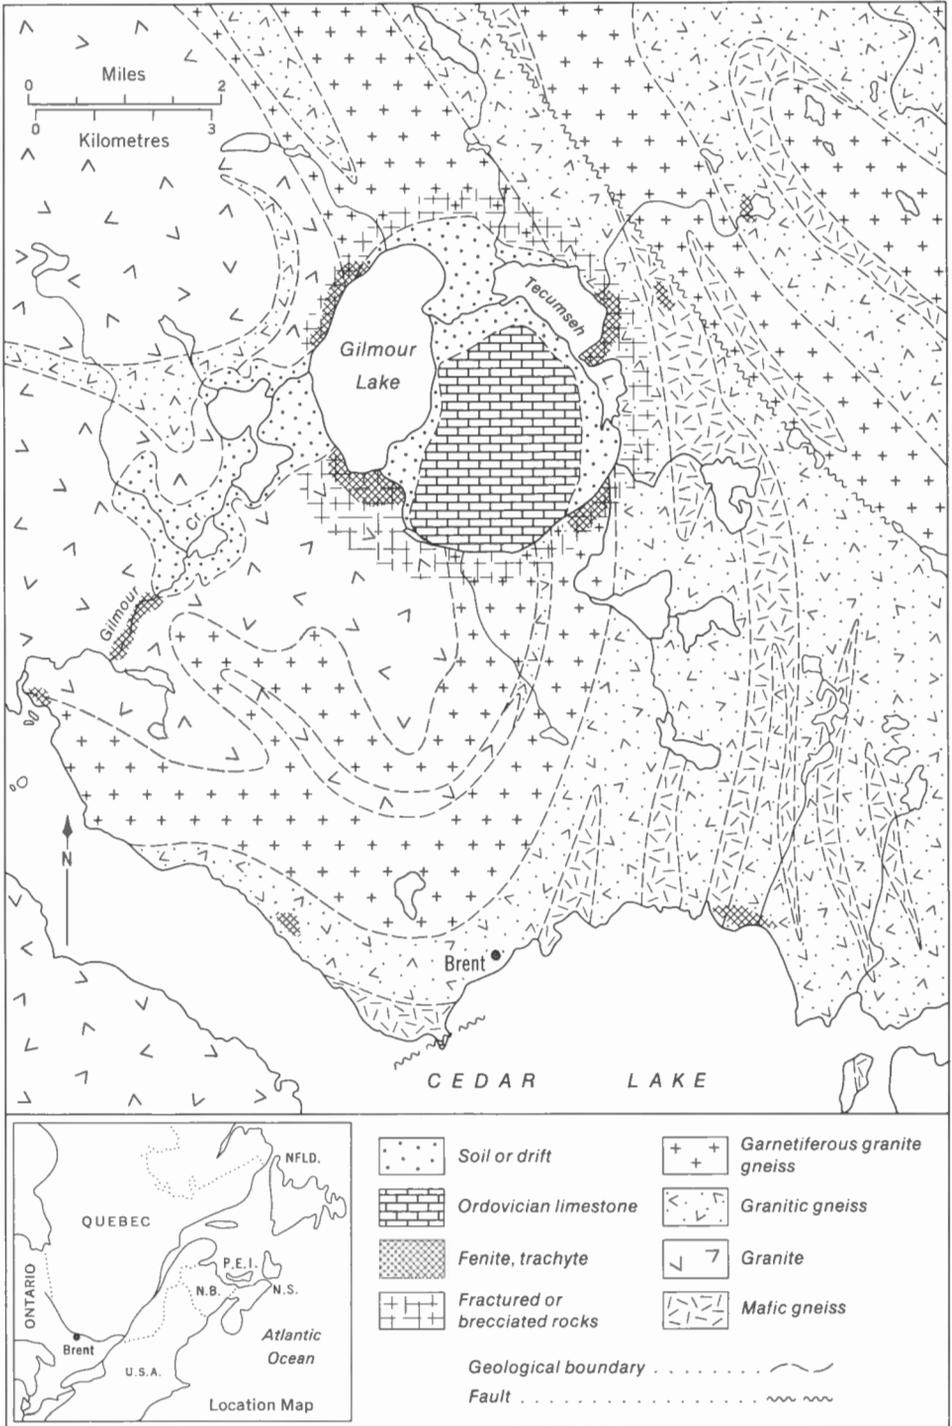 Miles
0 2
0 3
Kilometres
Tecumseh
L.
Gilmour
Lake
Gilmour Cr.
N
Brent
CEDAR LAKE
NFLD.
QUEBEC
ONTARIO
P.E.I.
N.B.
N.S.
Brent
Atlantic
Ocean
U.S.A.
Location Map
Soil or drift
Ordovician limestone
Fenite, trachyte
Fractured or
brecciated rocks
Garnetiferous granite
gneiss
Granitic gneiss
Granite
Mafic gneiss
Geological boundary . . . . . . .
Fault . . . . . . . . . . . . . . .